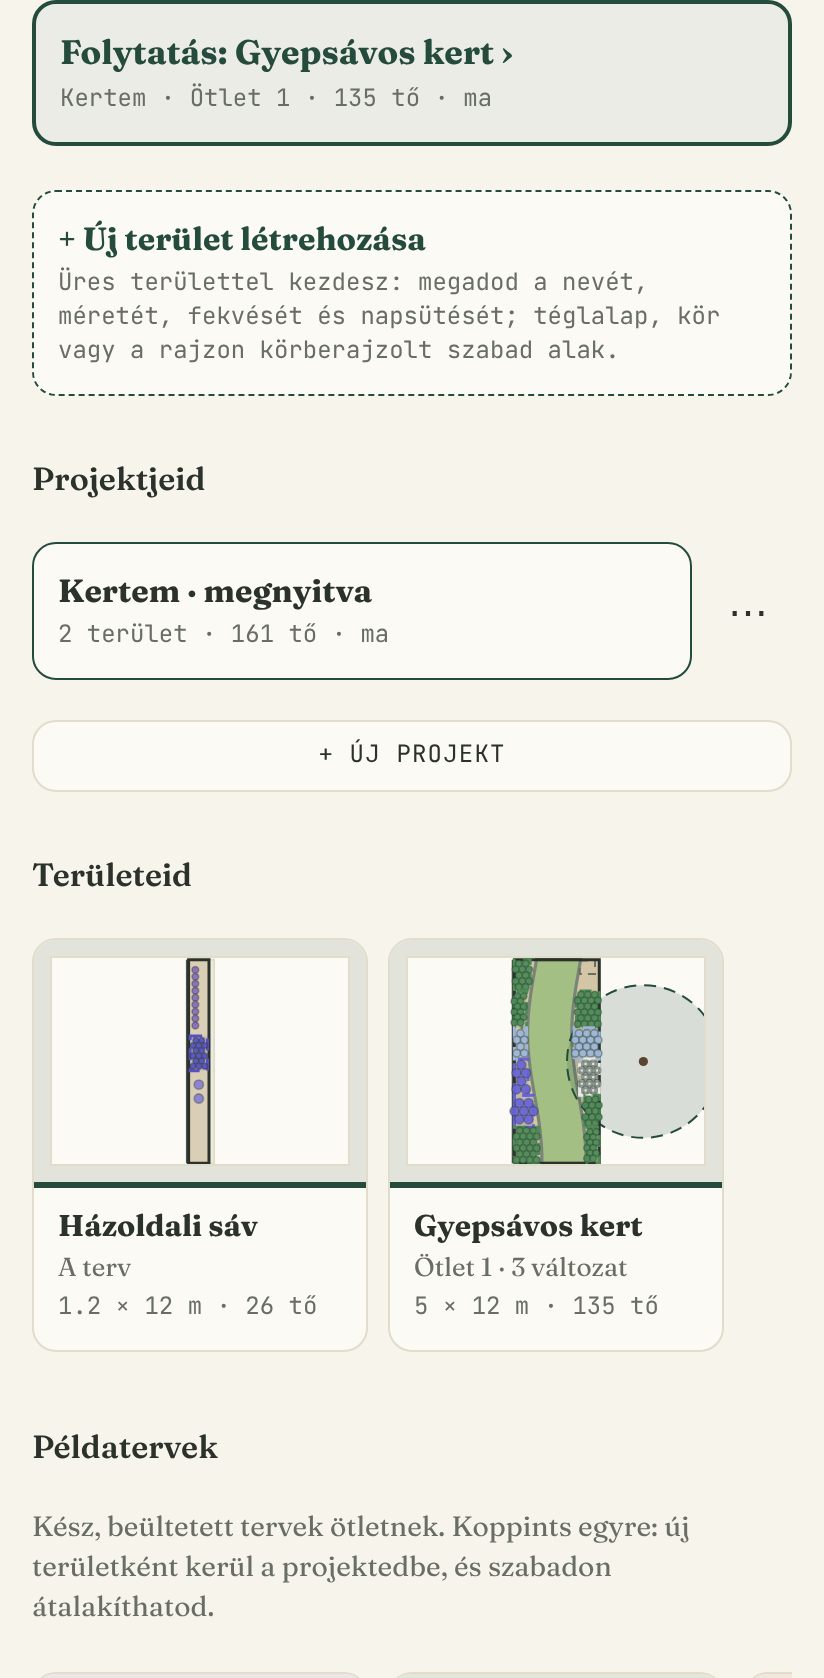 Folytatás: Gyepsávos kert ›
Kertem · Ötlet 1 · 135 tő · ma
+ Új terület létrehozása
Üres területtel kezdesz: megadod a nevét,
méretét, fekvését és napsütését; téglalap, kör
vagy a rajzon körberajzolt szabad alak.
Projektjeid
Kertem · megnyitva
2 terület · 161 tő · ma
...
+ ÚJ PROJEKT
Területeid
Házoldali sáv
A terv
1.2 × 12 m · 26 tő
Gyepsávos kert
Ötlet 1 · 3 változat
5 × 12 m · 135 tő
Példatervek
Kész, beültetett tervek ötletnek. Koppints egyre: új
területként kerül a projektedbe, és szabadon
átalakíthatod.